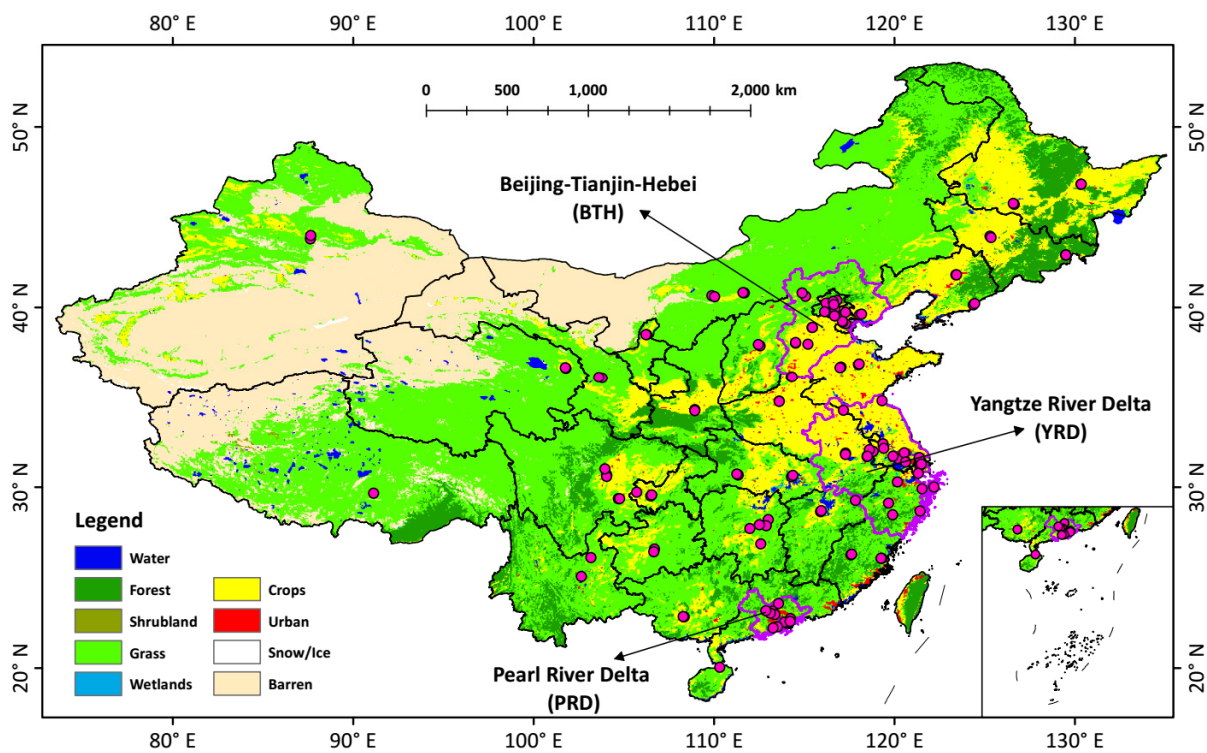 80° E 90° E 100° E 110° E 120° E 130° E
0 500 1,000 2,000 km
50° N 50° N
Beijing-Tianjin-Hebei
(BTH)
40° N 40° N
Yangtze River Delta
(YRD)
30° N 30° N
Legend
Water
Forest Crops
Shrubland Urban
Grass Snow/Ice
Wetlands Barren
Pearl River Delta
(PRD)
20° N 20° N
80° E 90° E 100° E 110° E 120° E 130° E